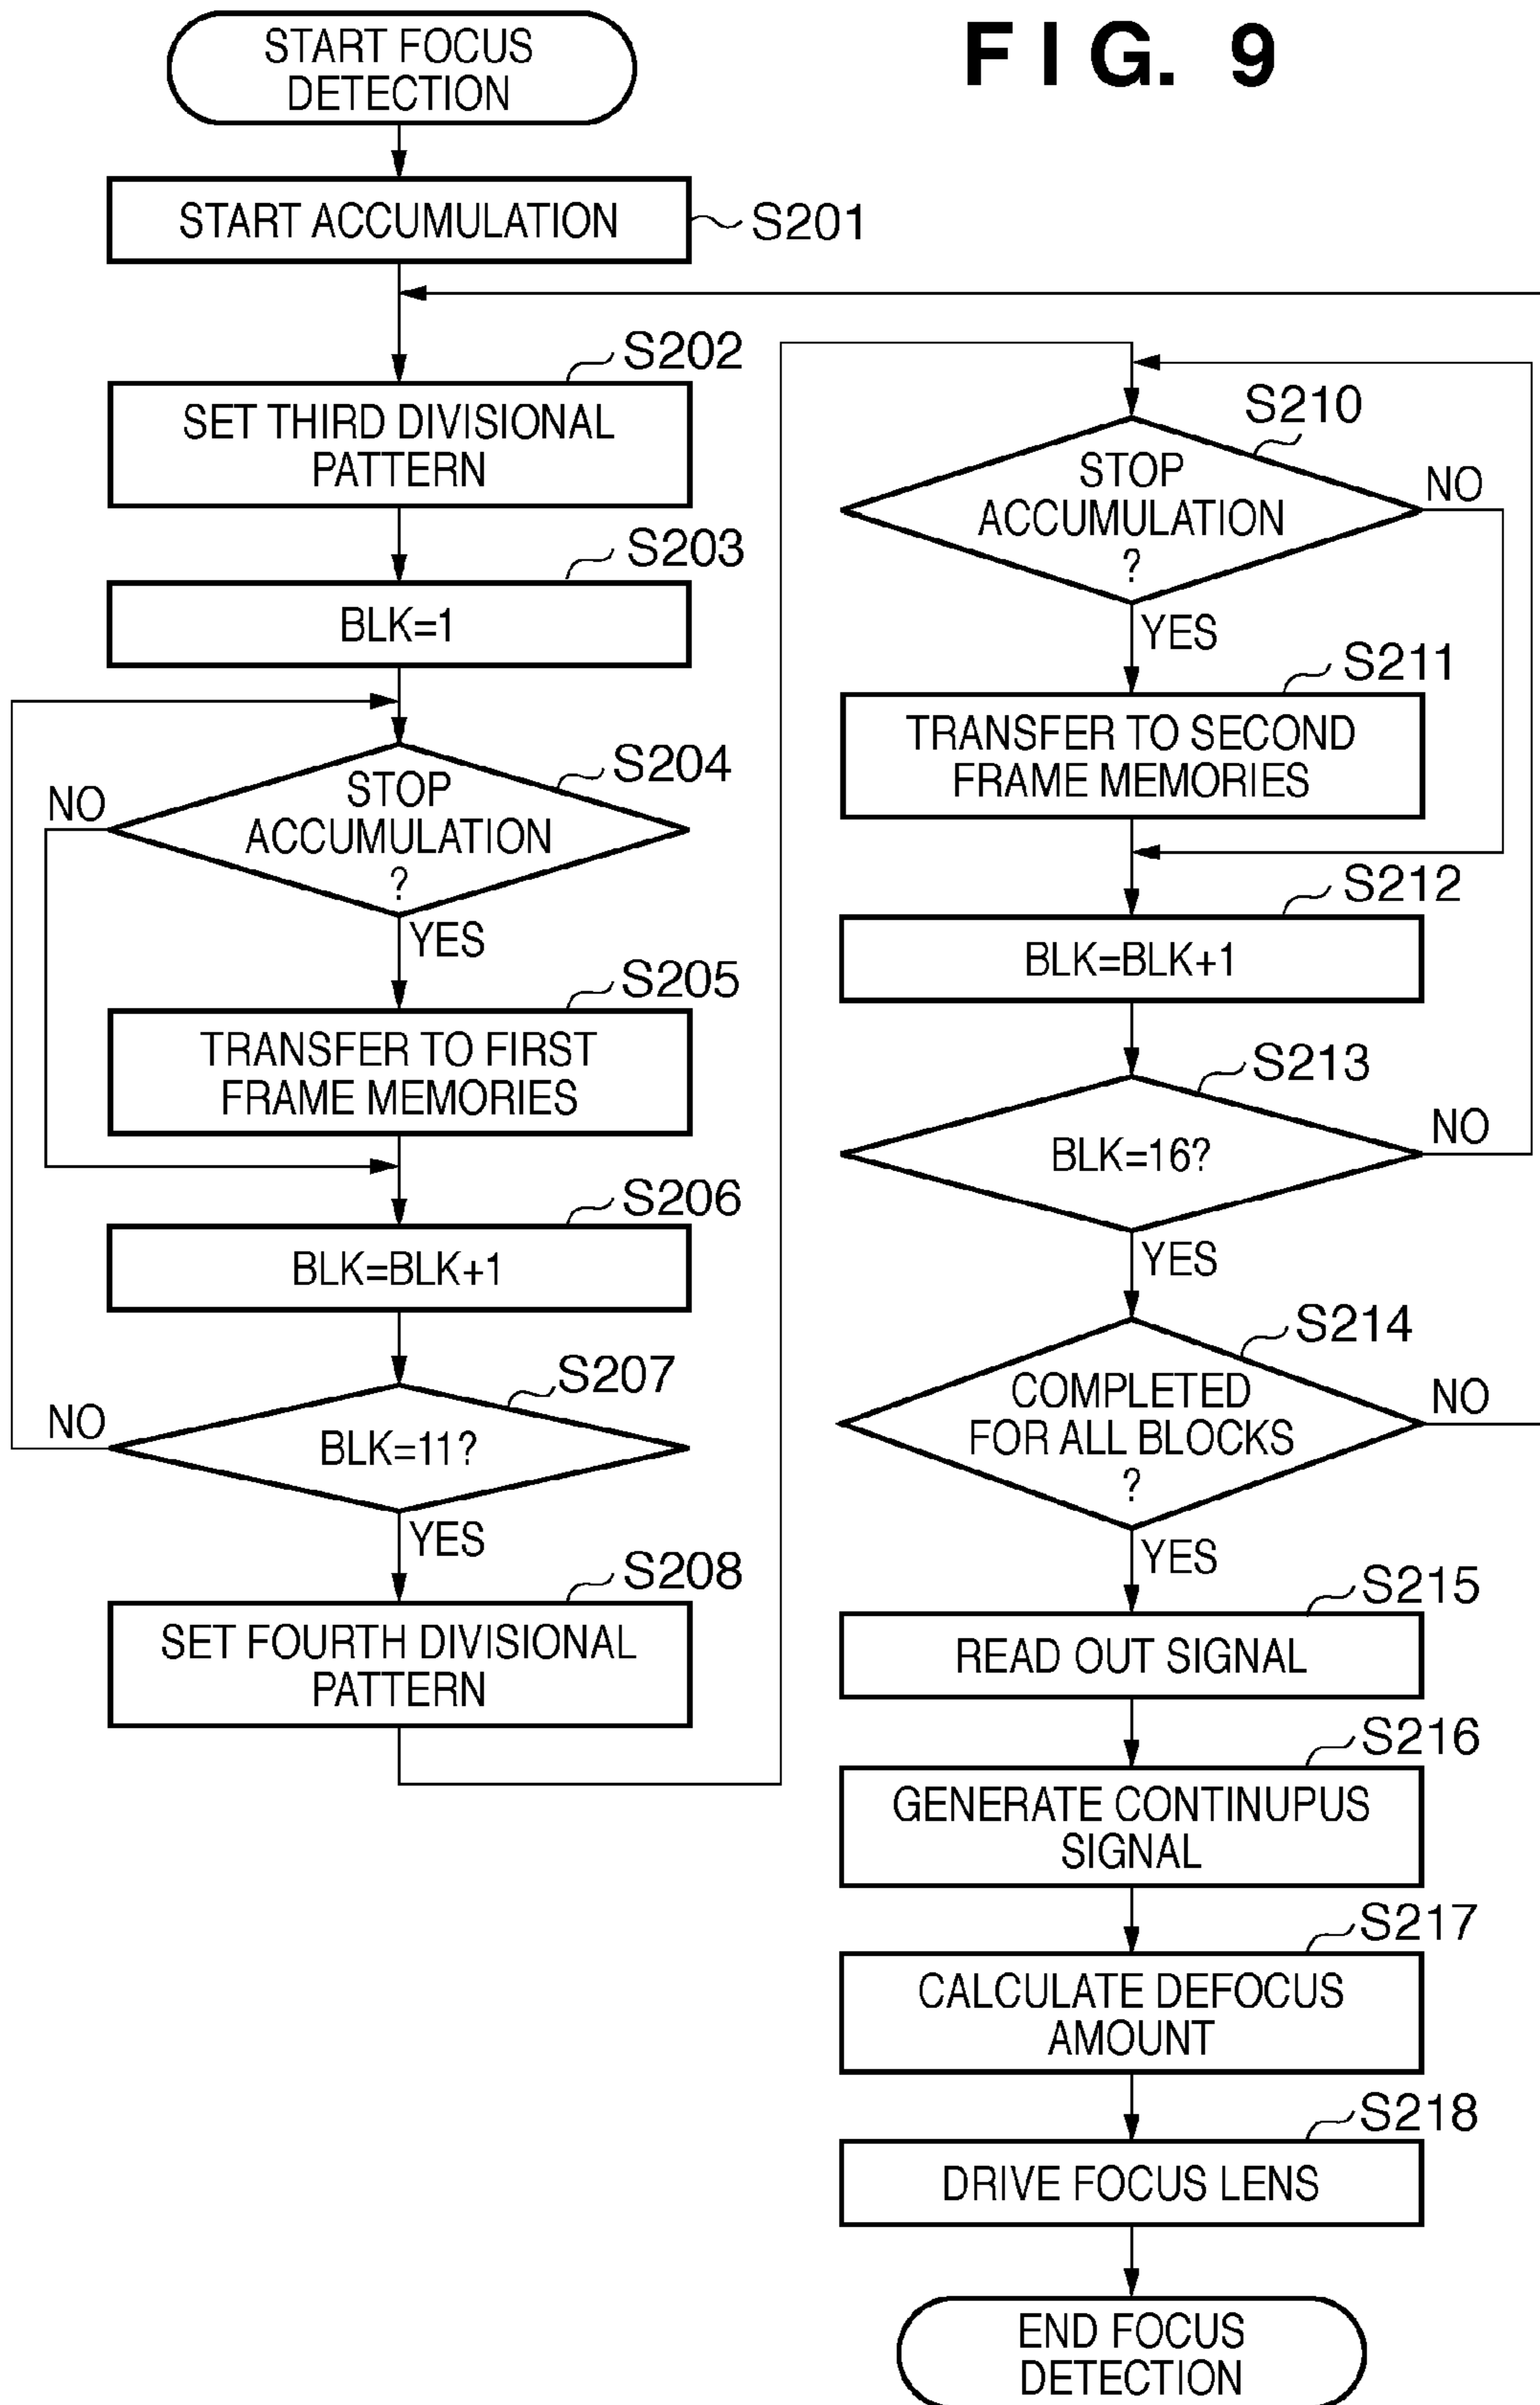 FIG. 9
START FOCUS
DETECTION
START ACCUMULATION
S201
S202
SET THIRD DIVISIONAL
PATTERN
S203
BLK=1
S204
STOP
ACCUMULATION
?
NO
YES
S205
TRANSFER TO FIRST
FRAME MEMORIES
S206
BLK=BLK+1
S207
BLK=11?
NO
YES
S208
SET FOURTH DIVISIONAL
PATTERN
S210
STOP
ACCUMULATION
?
NO
YES
S211
TRANSFER TO SECOND
FRAME MEMORIES
S212
BLK=BLK+1
S213
BLK=16?
NO
YES
S214
COMPLETED
FOR ALL BLOCKS
?
NO
YES
S215
READ OUT SIGNAL
S216
GENERATE CONTINUPUS
SIGNAL
S217
CALCULATE DEFOCUS
AMOUNT
S218
DRIVE FOCUS LENS
END FOCUS
DETECTION